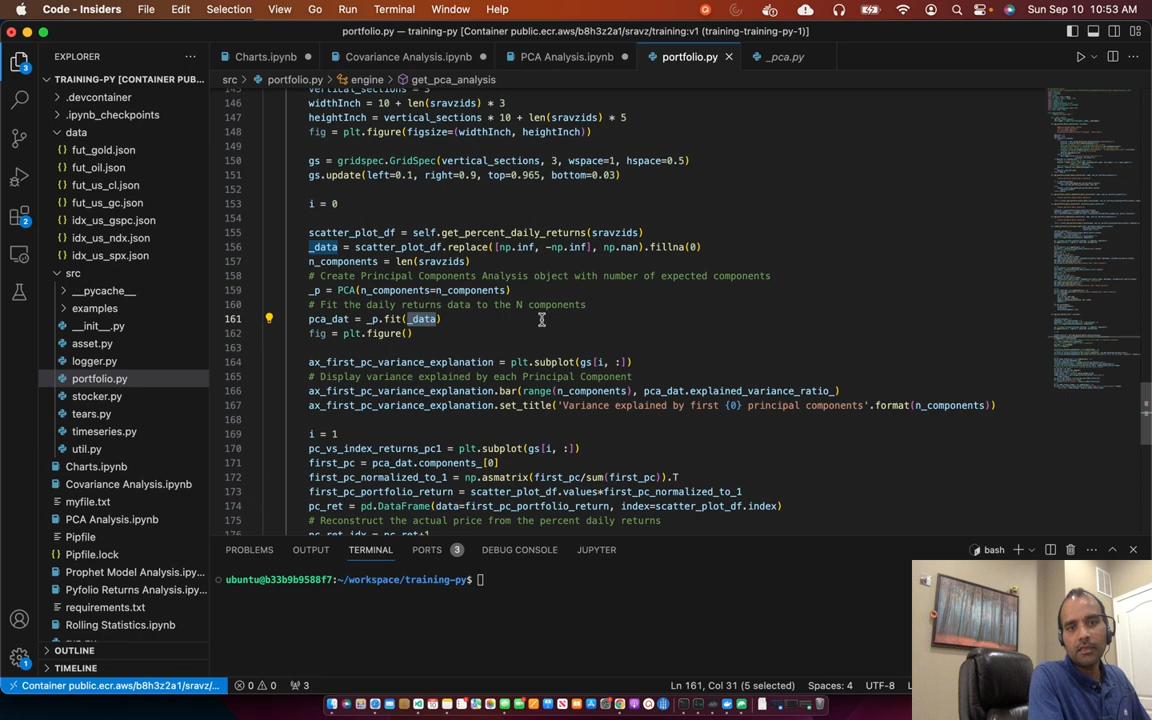 Code - Insiders File Edit Selection View Go Run Terminal Window Help Sun Sep 10 10:53 AM
portfolio.py — training-py [Container public.ecr.aws/b8h3z2a1/sravz/training:v1 (training-training-py-1)]
EXPLORER
Charts.ipynb Covariance Analysis.ipynb PCA Analysis.ipynb portfolio.py _pca.py
src > portfolio.py > engine > get_pca_analysis
TRAINING-PY [CONTAINER PUB...
.devcontainer
.ipynb_checkpoints
data
fut_gold.json
fut_oil.json
fut_us_cl.json
fut_us_gc.json
idx_us_gspc.json
idx_us_ndx.json
idx_us_spx.json
src
__pycache__
examples
__init__.py
asset.py
logger.py
portfolio.py
stocker.py
tears.py
timeseries.py
util.py
Charts.ipynb
Covariance Analysis.ipynb
myfile.txt
PCA Analysis.ipynb
Pipfile
Pipfile.lock
Prophet Model Analysis.ipy...
Pyfolio Returns Analysis.ipy...
requirements.txt
Rolling Statistics.ipynb
OUTLINE
TIMELINE
145 vertical_sections = 3
146 widthInch = 10 + len(sravzids) * 3
147 heightInch = vertical_sections * 10 + len(sravzids) * 5
148 fig = plt.figure(figsize=(widthInch, heightInch))
149
150 gs = gridspec.GridSpec(vertical_sections, 3, wspace=1, hspace=0.5)
151 gs.update(left=0.1, right=0.9, top=0.965, bottom=0.03)
152
153 i = 0
154
155 scatter_plot_df = self.get_percent_daily_returns(sravzids)
156 _data = scatter_plot_df.replace([np.inf, -np.inf], np.nan).fillna(0)
157 n_components = len(sravzids)
158 # Create Principal Components Analysis object with number of expected components
159 _p = PCA(n_components=n_components)
160 # Fit the daily returns data to the N components
161 pca_dat = _p.fit(_data)
162 fig = plt.figure()
163
164 ax_first_pc_variance_explanation = plt.subplot(gs[i, :])
165 # Display variance explained by each Principal Component
166 ax_first_pc_variance_explanation.bar(range(n_components), pca_dat.explained_variance_ratio_)
167 ax_first_pc_variance_explanation.set_title('Variance explained by first {0} principal components'.format(n_components))
168
169 i = 1
170 pc_vs_index_returns_pc1 = plt.subplot(gs[i, :])
171 first_pc = pca_dat.components_[0]
172 first_pc_normalized_to_1 = np.asmatrix(first_pc/sum(first_pc)).T
173 first_pc_portfolio_return = scatter_plot_df.values*first_pc_normalized_to_1
174 pc_ret = pd.DataFrame(data=first_pc_portfolio_return, index=scatter_plot_df.index)
175 # Reconstruct the actual price from the percent daily returns
176 pc_ret_idx = pc_ret+1
PROBLEMS OUTPUT TERMINAL PORTS 3 DEBUG CONSOLE JUPYTER bash
ubuntu@b33b9b9588f7:~/workspace/training-py$
Container public.ecr.aws/b8h3z2a1/sravz/... 0 0 3 Ln 161, Col 31 (5 selected) Spaces: 4 UTF-8